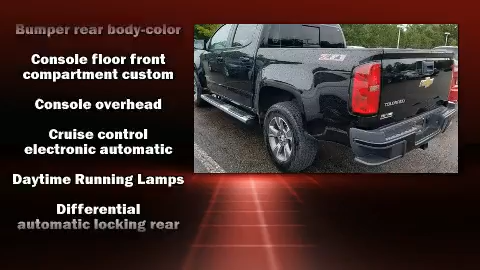 Bumper rear body-color
Console floor front
compartment custom
Console overhead
Cruise control
electronic automatic
Daytime Running Lamps
Differential
automatic locking rear
Z71
COLORADO